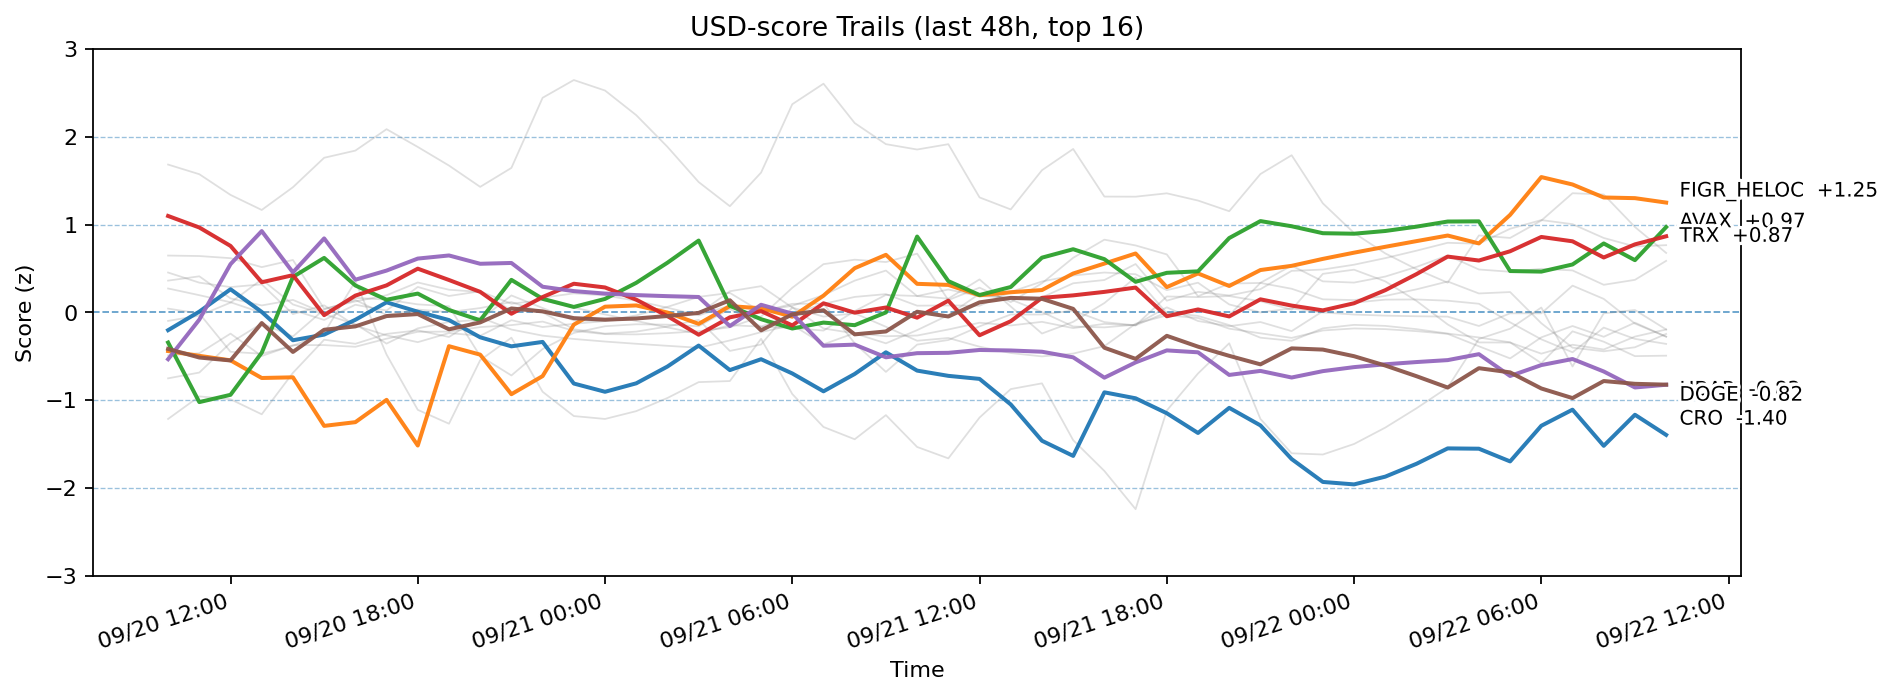 USD-score Trails (last 48h, top 16)
3
2
1
0
−1
−2
−3
Score (z)
FIGR_HELOC +1.25
AVAX +0.97
TRX +0.87
DOGE -0.82
CRO -1.40
09/20 12:00
09/20 18:00
09/21 00:00
09/21 06:00
09/21 12:00
09/21 18:00
09/22 00:00
09/22 06:00
09/22 12:00
Time